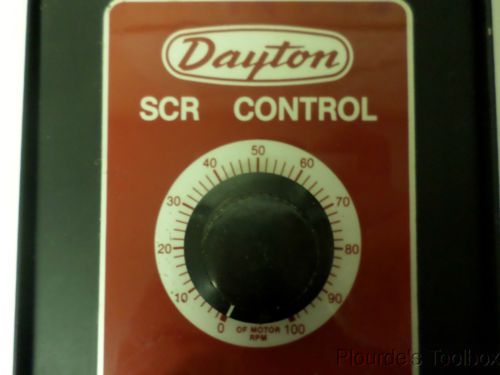 Dayton
SCR CONTROL
0 10 20 30 40 50 60 70 80 90 100
OF MOTOR
RPM
Plourde's Toolbox